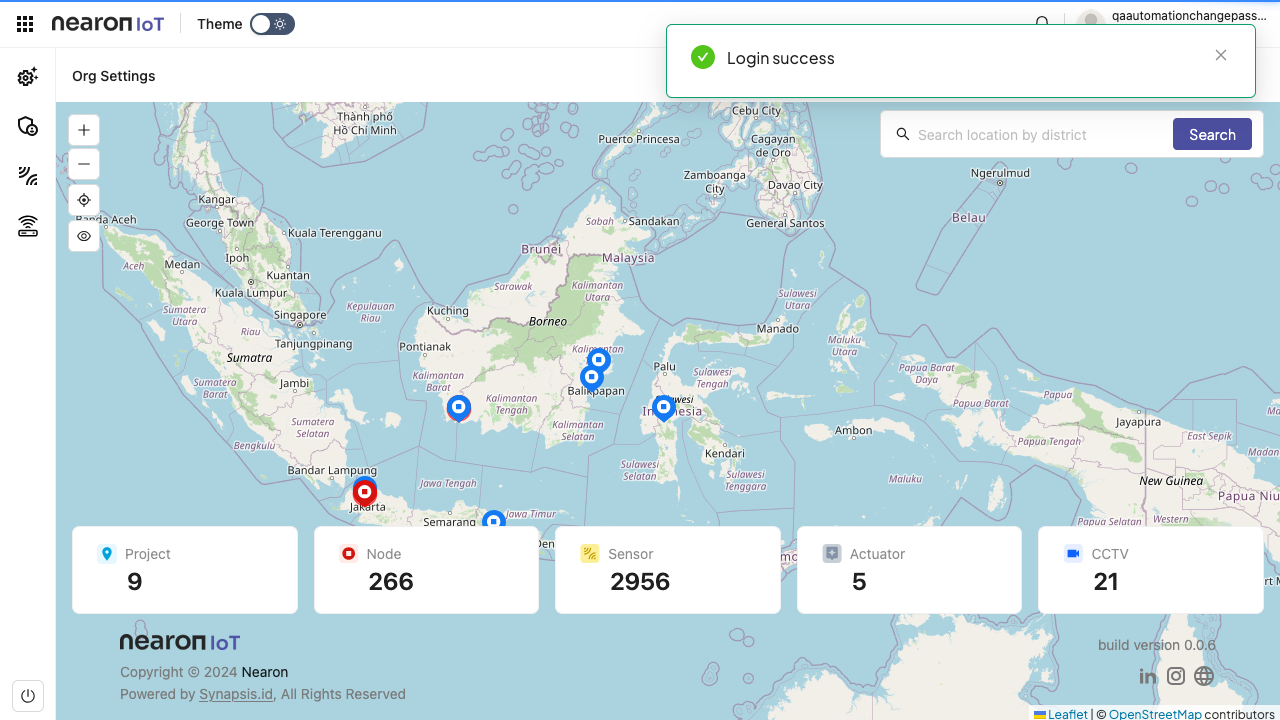 nearon IoT
Theme
qaautomationchangepass...
Login success
Org Settings
Search location by district
Search
Thành phố
Hồ Chí Minh
Puerto Princesa
Cebu City
Cagayan
de Oro
Zamboanga
City
Davao City
General Santos
Ngerulmud
Belau
Kangar
George Town
Kuala Terengganu
Banda Aceh
Ipoh
Aceh
Medan
Kuantan
Kuala Lumpur
Sabah
Sandakan
Brunei
Malaysia
Sarawak
Kalimantan
Utara
Sulawesi
Utara
Sumatera
Utara
Kepulauan
Riau
Singapore
Riau
Tanjungpinang
Kuching
Borneo
Manado
Maluku
Utara
Pontianak
Sumatra
Kalimantan
Palu
Papua Barat
Daya
Sumatera
Barat
Jambi
Kalimantan
Barat
Kalimantan
Tengah
Balikpapan
Sulawesi
Tengah
Papua Barat
Papua
Indonesia
Sumatera
Selatan
Kalimantan
Selatan
Ambon
Jayapura
East Sepik
Papua Tengah
Bengkulu
Kendari
Bandar Lampung
Jawa Tengah
Sulawesi
Selatan
Sulawesi
Tenggara
Maluku
New Guinea
Papua Niu
Jakarta
Semarang
Jawa Timur
Papua Selatan
Western
Project
9
Node
266
Sensor
2956
Actuator
5
CCTV
21
nearon IoT
build version 0.0.6
Copyright © 2024 Nearon
Powered by Synapsis.id, All Rights Reserved
Leaflet | © OpenStreetMap contributors